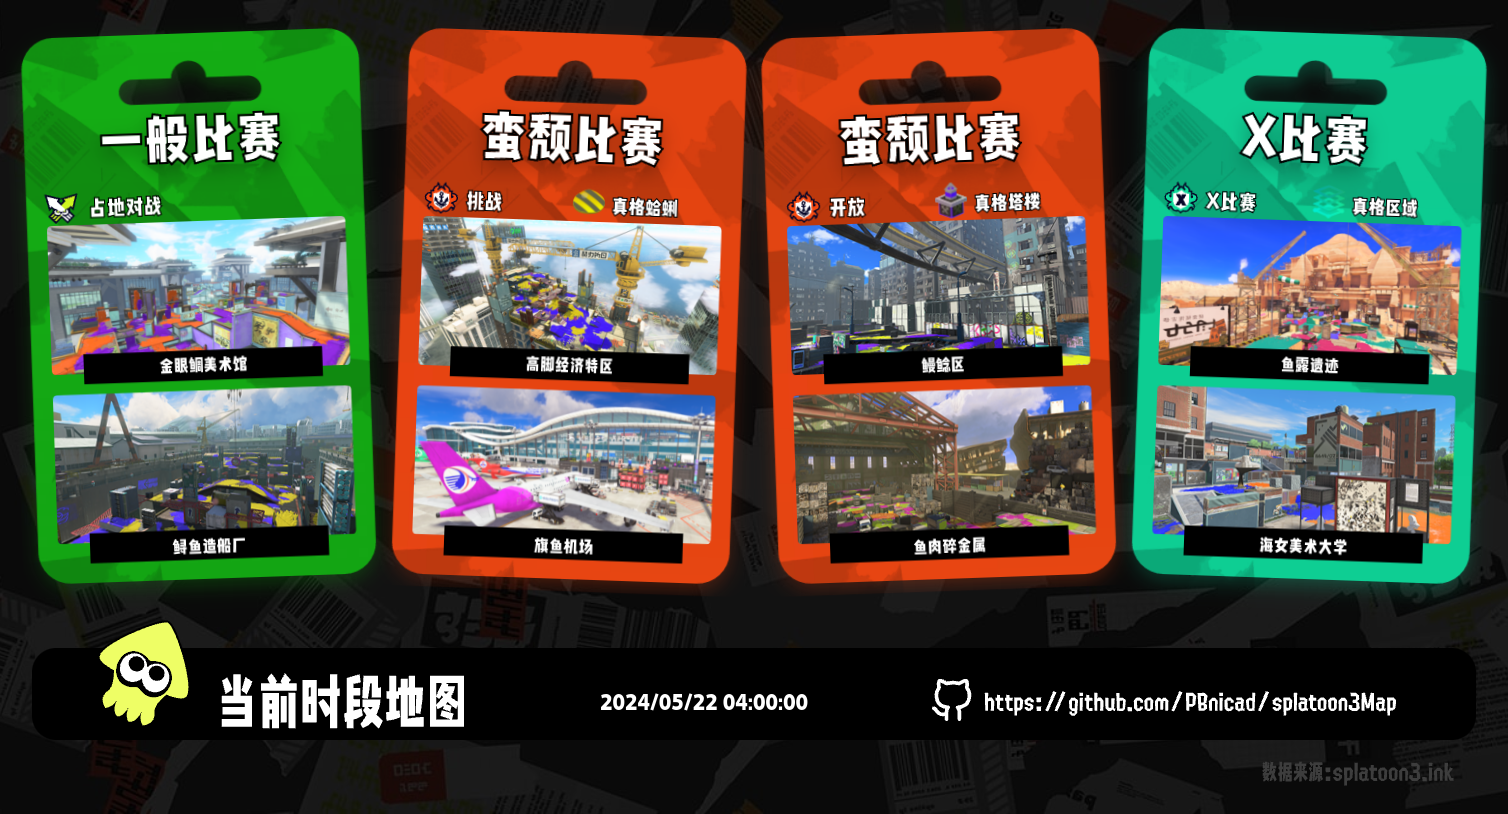 一般比赛
占地对战
金眼鲷美术馆
鲟鱼造船厂
蛮颓比赛
挑战
真格蛤蜊
高脚经济特区
旗鱼机场
蛮颓比赛
开放
真格塔楼
鳗鲶区
鱼肉碎金属
X比赛
X比赛
真格区域
鱼露遗迹
海女美术大学
当前时段地图
2024/05/22 04:00:00
https://github.com/PBnicad/splatoon3Map
数据来源:splatoon3.ink